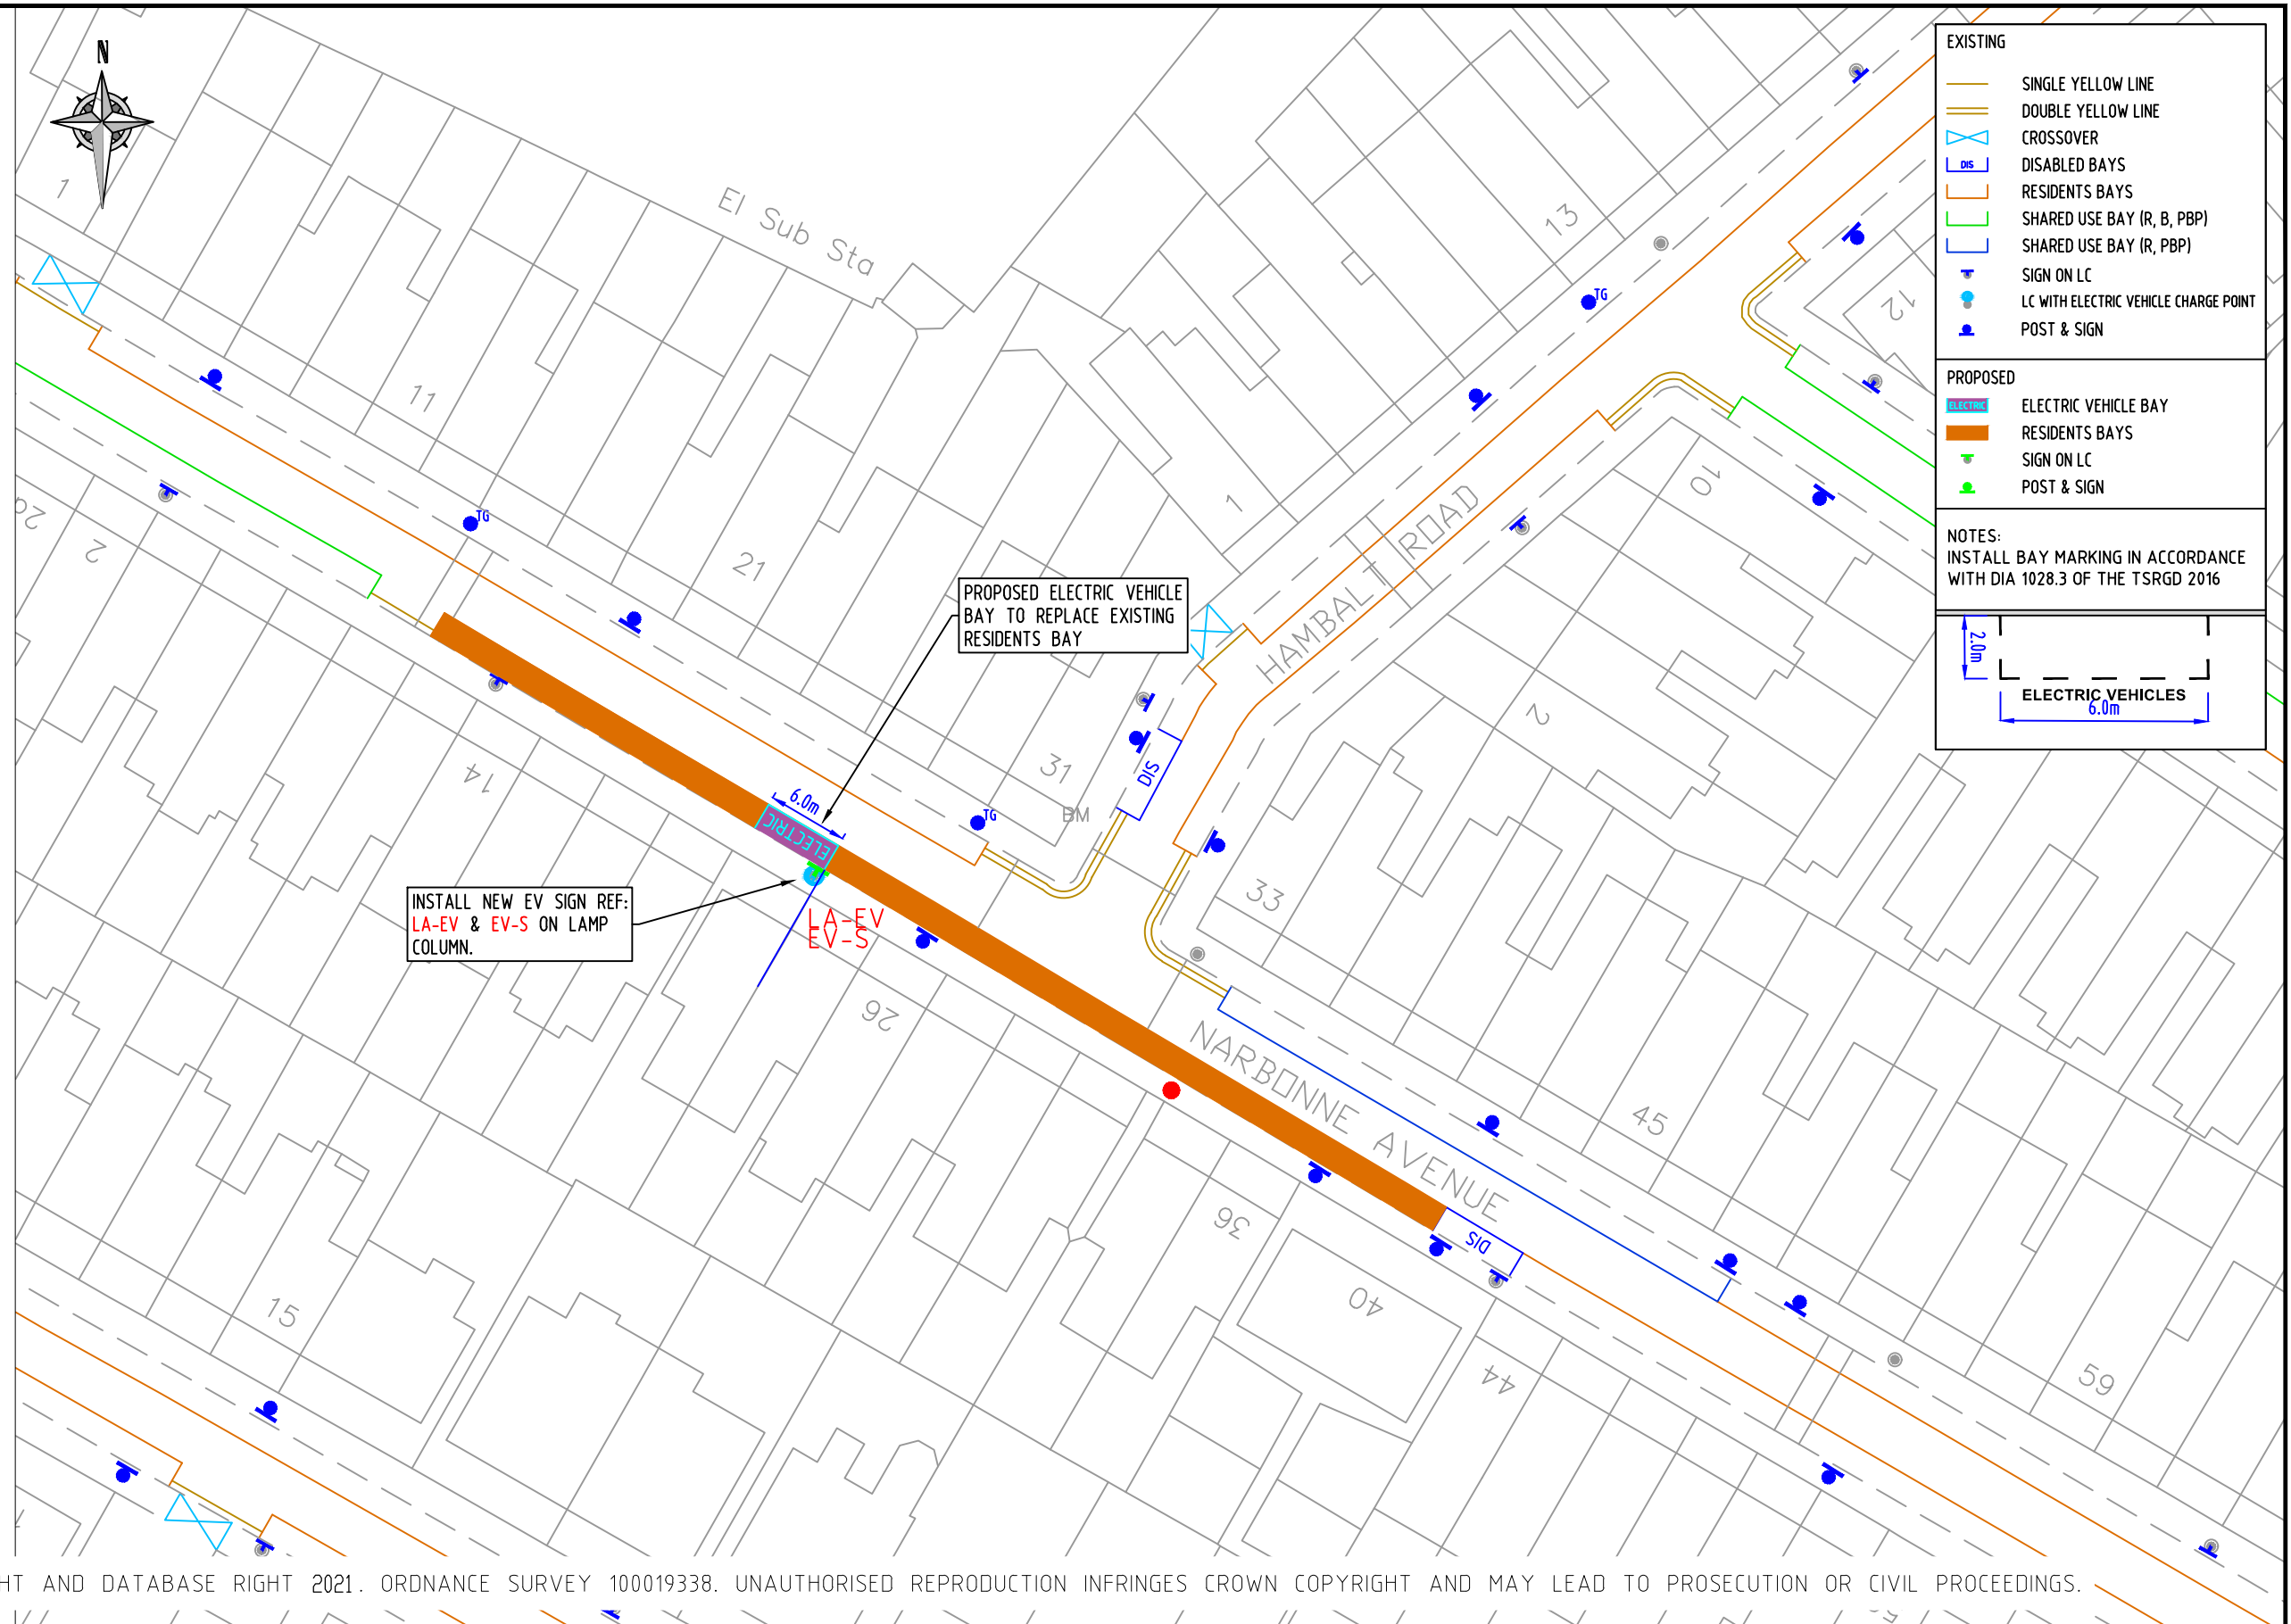 N
EXISTING
SINGLE YELLOW LINE
DOUBLE YELLOW LINE
CROSSOVER
DIS DISABLED BAYS
RESIDENTS BAYS
SHARED USE BAY (R, B, PBP)
SHARED USE BAY (R, PBP)
SIGN ON LC
LC WITH ELECTRIC VEHICLE CHARGE POINT
POST & SIGN
PROPOSED
ELECTRIC ELECTRIC VEHICLE BAY
RESIDENTS BAYS
SIGN ON LC
POST & SIGN
NOTES:
INSTALL BAY MARKING IN ACCORDANCE
WITH DIA 1028.3 OF THE TSRGD 2016
2.0m
ELECTRIC VEHICLES
6.0m
1
El Sub Sta
13
TG
12
11
10
1
2
TG
21
HAMBALT ROAD
PROPOSED ELECTRIC VEHICLE
BAY TO REPLACE EXISTING
RESIDENTS BAY
2
31
DIS
14
6.0m
ELECTRIC
TG
BM
33
INSTALL NEW EV SIGN REF:
LA-EV & EV-S ON LAMP
COLUMN.
LA-EV
EV-S
26
NARBONNE AVENUE
45
36
DIS
40
15
44
59
HT AND DATABASE RIGHT 2021. ORDNANCE SURVEY 100019338. UNAUTHORISED REPRODUCTION INFRINGES CROWN COPYRIGHT AND MAY LEAD TO PROSECUTION OR CIVIL PROCEEDINGS.